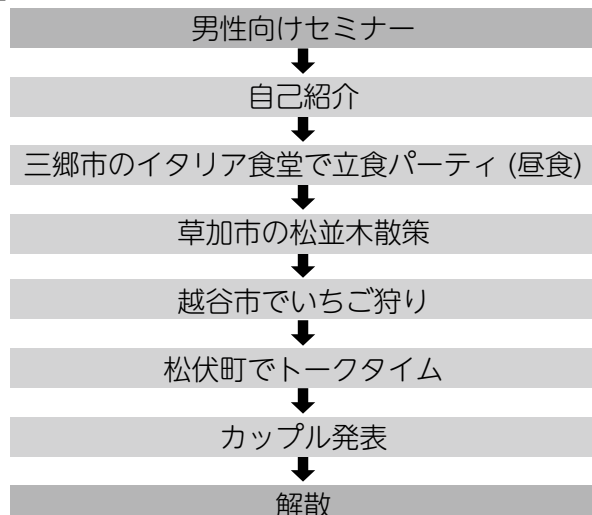 男性向けセミナー
自己紹介
三郷市のイタリア食堂で立食パーティ (昼食)
草加市の松並木散策
越谷市でいちご狩り
松伏町でトークタイム
カップル発表
解散